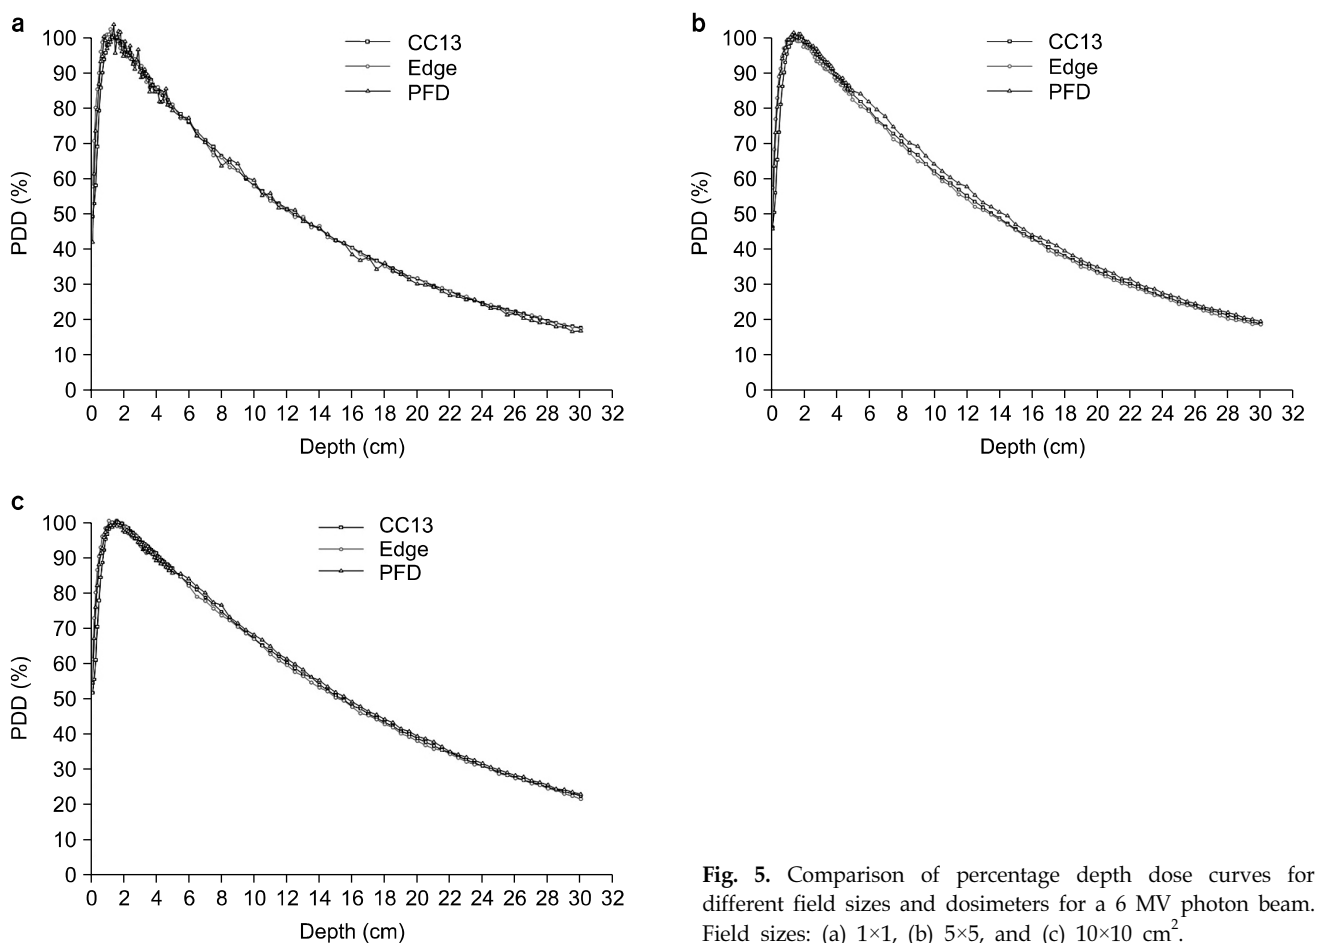 a
100
90
80
70
60
50
40
30
20
10
0
PDD (%)
CC13
Edge
PFD
0 2 4 6 8 10 12 14 16 18 20 22 24 26 28 30 32
Depth (cm)
b
100
90
80
70
60
50
40
30
20
10
0
PDD (%)
CC13
Edge
PFD
0 2 4 6 8 10 12 14 16 18 20 22 24 26 28 30 32
Depth (cm)
c
100
90
80
70
60
50
40
30
20
10
0
PDD (%)
CC13
Edge
PFD
0 2 4 6 8 10 12 14 16 18 20 22 24 26 28 30 32
Depth (cm)
Fig. 5. Comparison of percentage depth dose curves for
different field sizes and dosimeters for a 6 MV photon beam.
Field sizes: (a) 1×1, (b) 5×5, and (c) 10×10 cm².